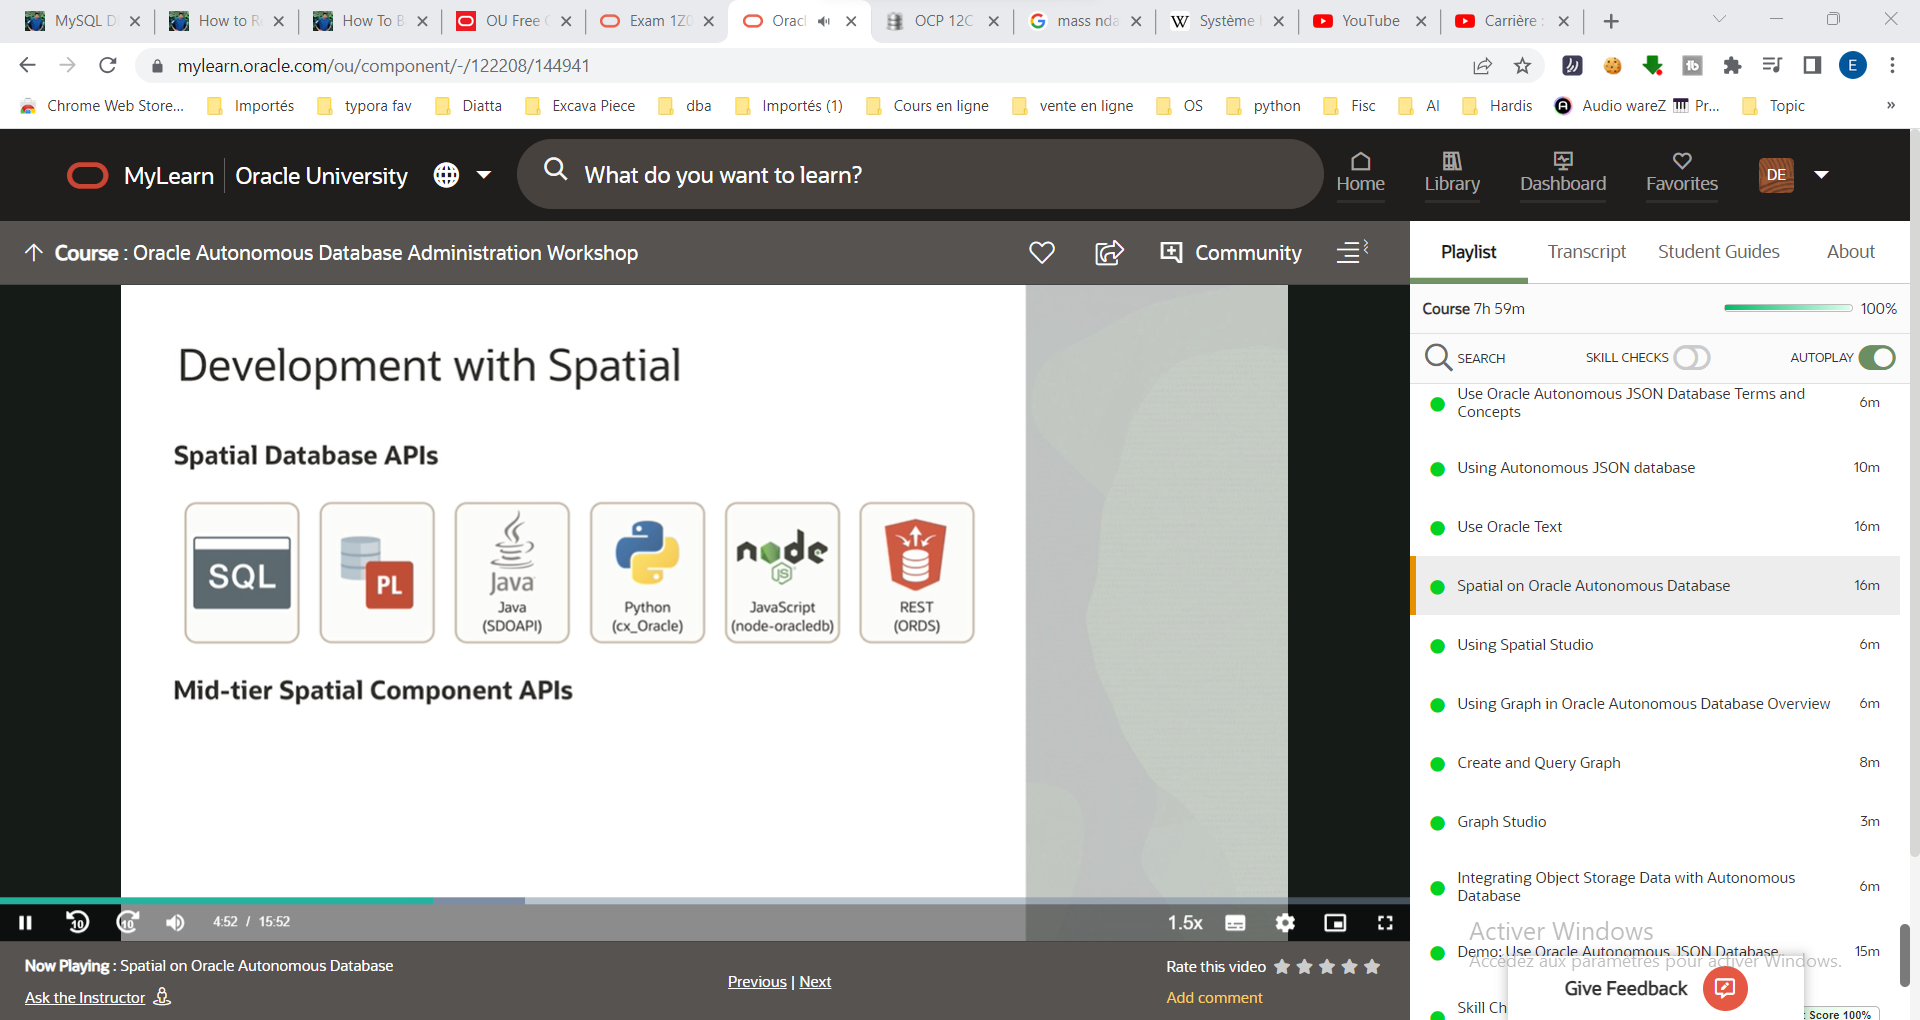 MySQL D
How to R
How To B
OU Free
Exam 1Z0
Orac
OCP 12C
mass nda
Système
YouTube
Carrière :
mylearn.oracle.com/ou/component/-/122208/144941
E
Chrome Web Store...
Importés
typora fav
Diatta
Excava Piece
dba
Importés (1)
Cours en ligne
vente en ligne
OS
python
Fisc
AI
Hardis
Audio wareZ
Pr...
Topic
»
MyLearn
Oracle University
What do you want to learn?
Home
Library
Dashboard
Favorites
DE
Course : Oracle Autonomous Database Administration Workshop
Community
Playlist
Transcript
Student Guides
About
Course 7h 59m
100%
SEARCH
SKILL CHECKS
AUTOPLAY
Development with Spatial
Spatial Database APIs
SQL
PL
Java
Java
(SDOAPI)
Python
(cx_Oracle)
node
JS
JavaScript
(node-oracledb)
REST
(ORDS)
Mid-tier Spatial Component APIs
Use Oracle Autonomous JSON Database Terms and
Concepts
6m
Using Autonomous JSON database
10m
Use Oracle Text
16m
Spatial on Oracle Autonomous Database
16m
Using Spatial Studio
6m
Using Graph in Oracle Autonomous Database Overview
6m
Create and Query Graph
8m
Graph Studio
3m
Integrating Object Storage Data with Autonomous
Database
6m
Demo: Use Oracle Autonomous JSON Database
15m
Activer Windows
Accédez aux paramètres pour activer Windows.
Skill Ch
Score 100%
Give Feedback
10
10
4:52 / 15:52
1.5x
Now Playing : Spatial on Oracle Autonomous Database
Ask the Instructor
Previous | Next
Rate this video
Add comment